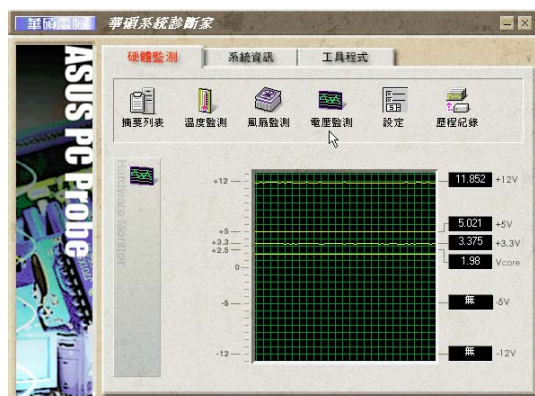 華碩電腦 華碩系統診斷家
ASUS PC Probe
硬體監測 系統資訊 工具程式
摘要列表 溫度監測 風扇監測 電壓監測 設定 歷程紀錄
Hardware Monitor
+12 11.852 +12V
+5 5.021 +5V
+3.3 3.375 +3.3V
+2.5 1.98 Vcore
0
-5 無 -5V
-12 無 -12V